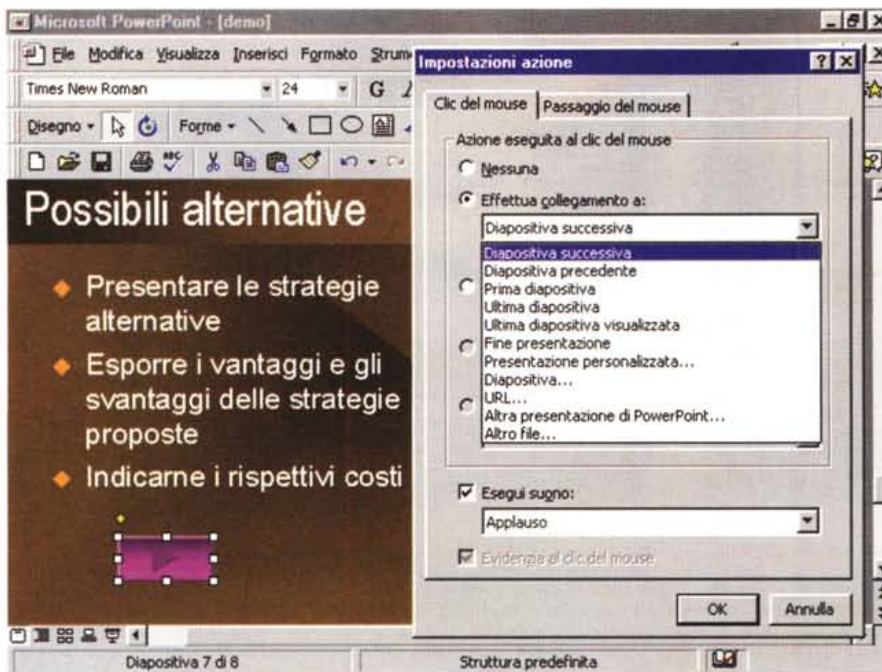 Microsoft PowerPoint - [demo]
File Modifica Visualizza Inserisci Formato
Times New Roman 24 G
Disegno Forme
ABC
Possibili alternative
Presentare le strategie
alternative
Esporre i vantaggi e gli
svantaggi delle strategie
proposte
Indicarne i rispettivi costi
Impostazioni azione
Clic del mouse Passaggio del mouse
Azione eseguita al clic del mouse
Nessuna
Effettua collegamento a:
Diapositiva successiva
Diapositiva successiva
Diapositiva precedente
Prima diapositiva
Ultima diapositiva
Ultima diapositiva visualizzata
Fine presentazione
Presentazione personalizzata...
Diapositiva...
URL...
Altra presentazione di PowerPoint...
Altro file...
Esegui suono:
Applauso
Evidenzia al clic del mouse
OK Annulla
Diapositiva 7 di 8 Struttura predefinita